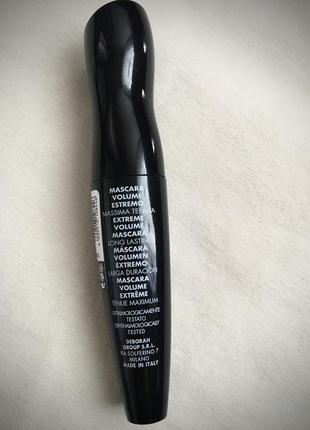 MASCARA
VOLUME
ESTREMO
MASSIMA TENUTA
EXTREME
VOLUME
MASCARA
LONG LASTING
MÁSCARA
VOLUMEN
EXTREMO
LARGA DURACIÓN
MASCARA
VOLUME
EXTRÊME
TENUE MAXIMUM
OFTALMOLOGICAMENTE
TESTATO
OPHTHALMOLOGICALLY
TESTED
DEBORAH
GROUP S.R.L.
VIA SOLFERINO 7
MILANO
MADE IN ITALY